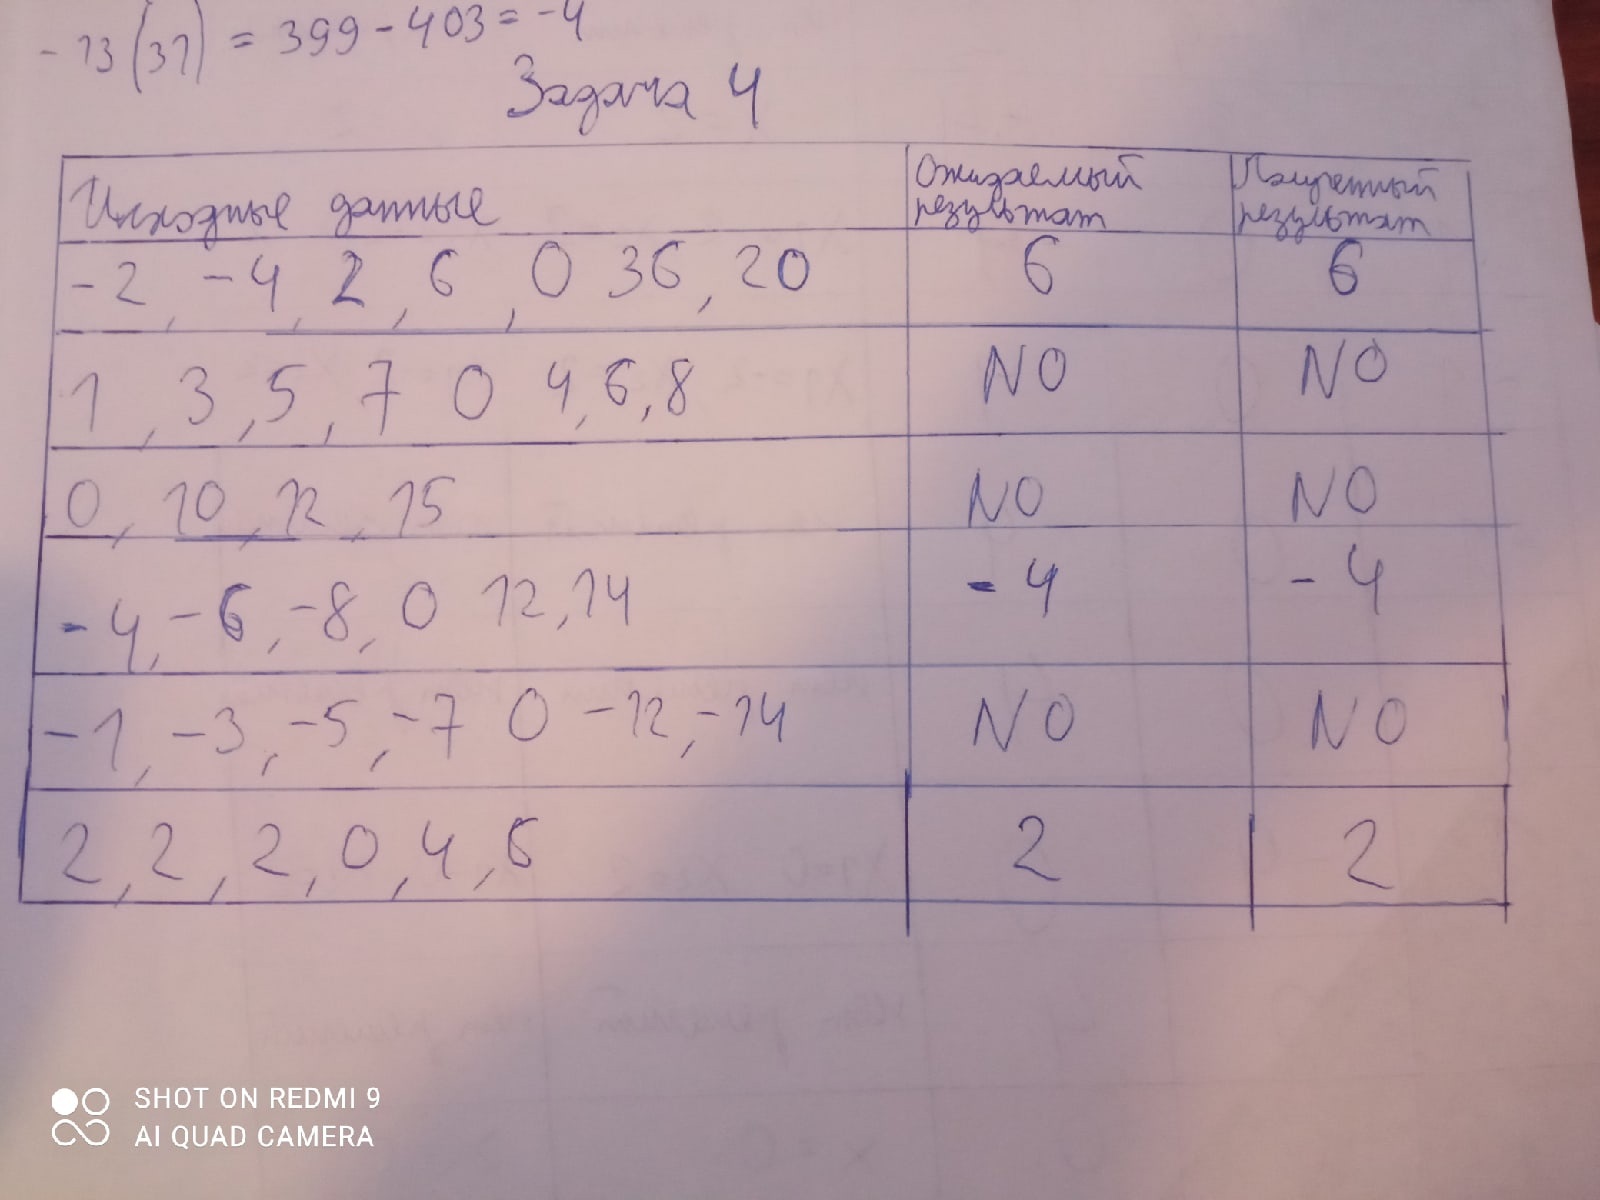 -13(31) = 399-403=-4
Задача 4
Исходные данные Ожидаемый результат Полученный результат
-2, -4, 2, 6, 0 36, 20 6 6
1, 3, 5, 7 0 4,6,8 NO NO
0, 10, 12, 15 NO NO
-4, -6, -8, 0 12,14 -4 -4
-1, -3, -5, -7 0 -12, -14 NO NO
2, 2, 2, 0, 4, 6 2 2
SHOT ON REDMI 9
AI QUAD CAMERA